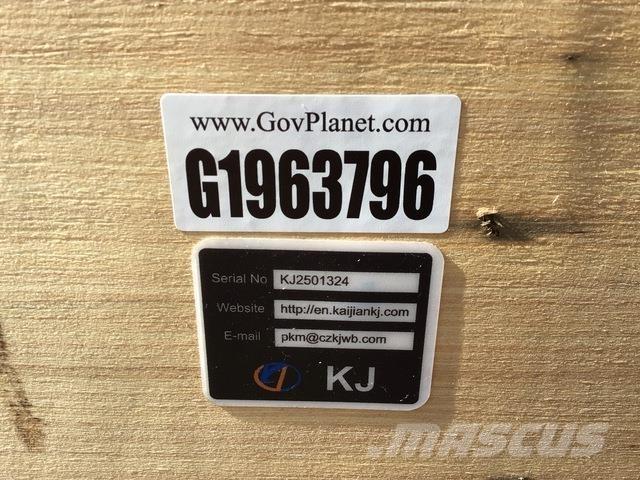 www.GovPlanet.com
G1963796
Serial No KJ2501324
Website http://en.kaijiankj.com
E-mail pkm@czkjwb.com
KJ
MASCUS